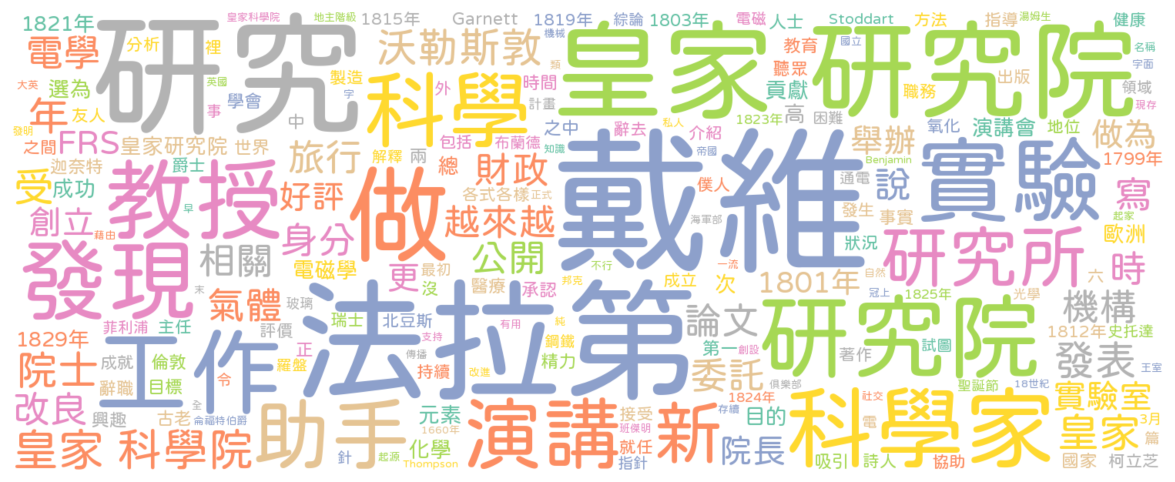 皇家科學院 地主階級 1815年 Garnett 1819年 綜論 1803年 電磁 人士 Stoddart 方法 指導 湯姆生 健康
1821年 研究 沃勒斯敦 機械 皇家 研究院 教育 國立 名稱
電學 分析 裡 製造 類 聽眾 出版 字面
大英 選為 英國 科學 外 時間 貢獻 職務 領域
年 友人 事 學會 字 計畫 高 困難 現存
發明 中 之中 辭去 1823年 氧化 演講會 地位 做為
之間 FRS 皇家研究院 世界 旅行 包括 布蘭德 知識 私人 介紹 舉辦
迦奈特 爵士 解釋 兩 總 財政 帝國 戴維 Benjamin 實驗 1799年
受 成功 教授 好評 做 各式各樣 正式 僕人 通電 說 寫
創立 早 藉由 身分 越來越 海軍部 發生 事實 起家 歐洲
發現 相關 電磁學 更 最初 公開 狀況 研究所 時
末 玻璃 沒 醫療 承認 不行 成立 次 一流 1801年 自然 六
菲利浦 主任 氣體 瑞士 北豆斯 法拉第 邦克 冠上 1825年 光學 機構
1829年 評價 正 支持 有用 純 鋼鐵 論文 研究院 1812年 史托達
院士 成就 倫敦 工作 羅盤 傳播 精力 第一 創設 著作 試圖 發表
辭職 目標 令 持續 改進 委託 俱樂部 聖誕節 18世紀 王室
改良 興趣 古老 全 助手 元素 演講 接受 新 1824年 存續 目的 社交 科學家 實驗室
侖福特伯爵 1660年 班傑明 電 皇家 3月 篇
皇家 科學院 針 起源 化學 Thompson 就任 指針 院長 吸引 詩人 協助 國家 柯立芝